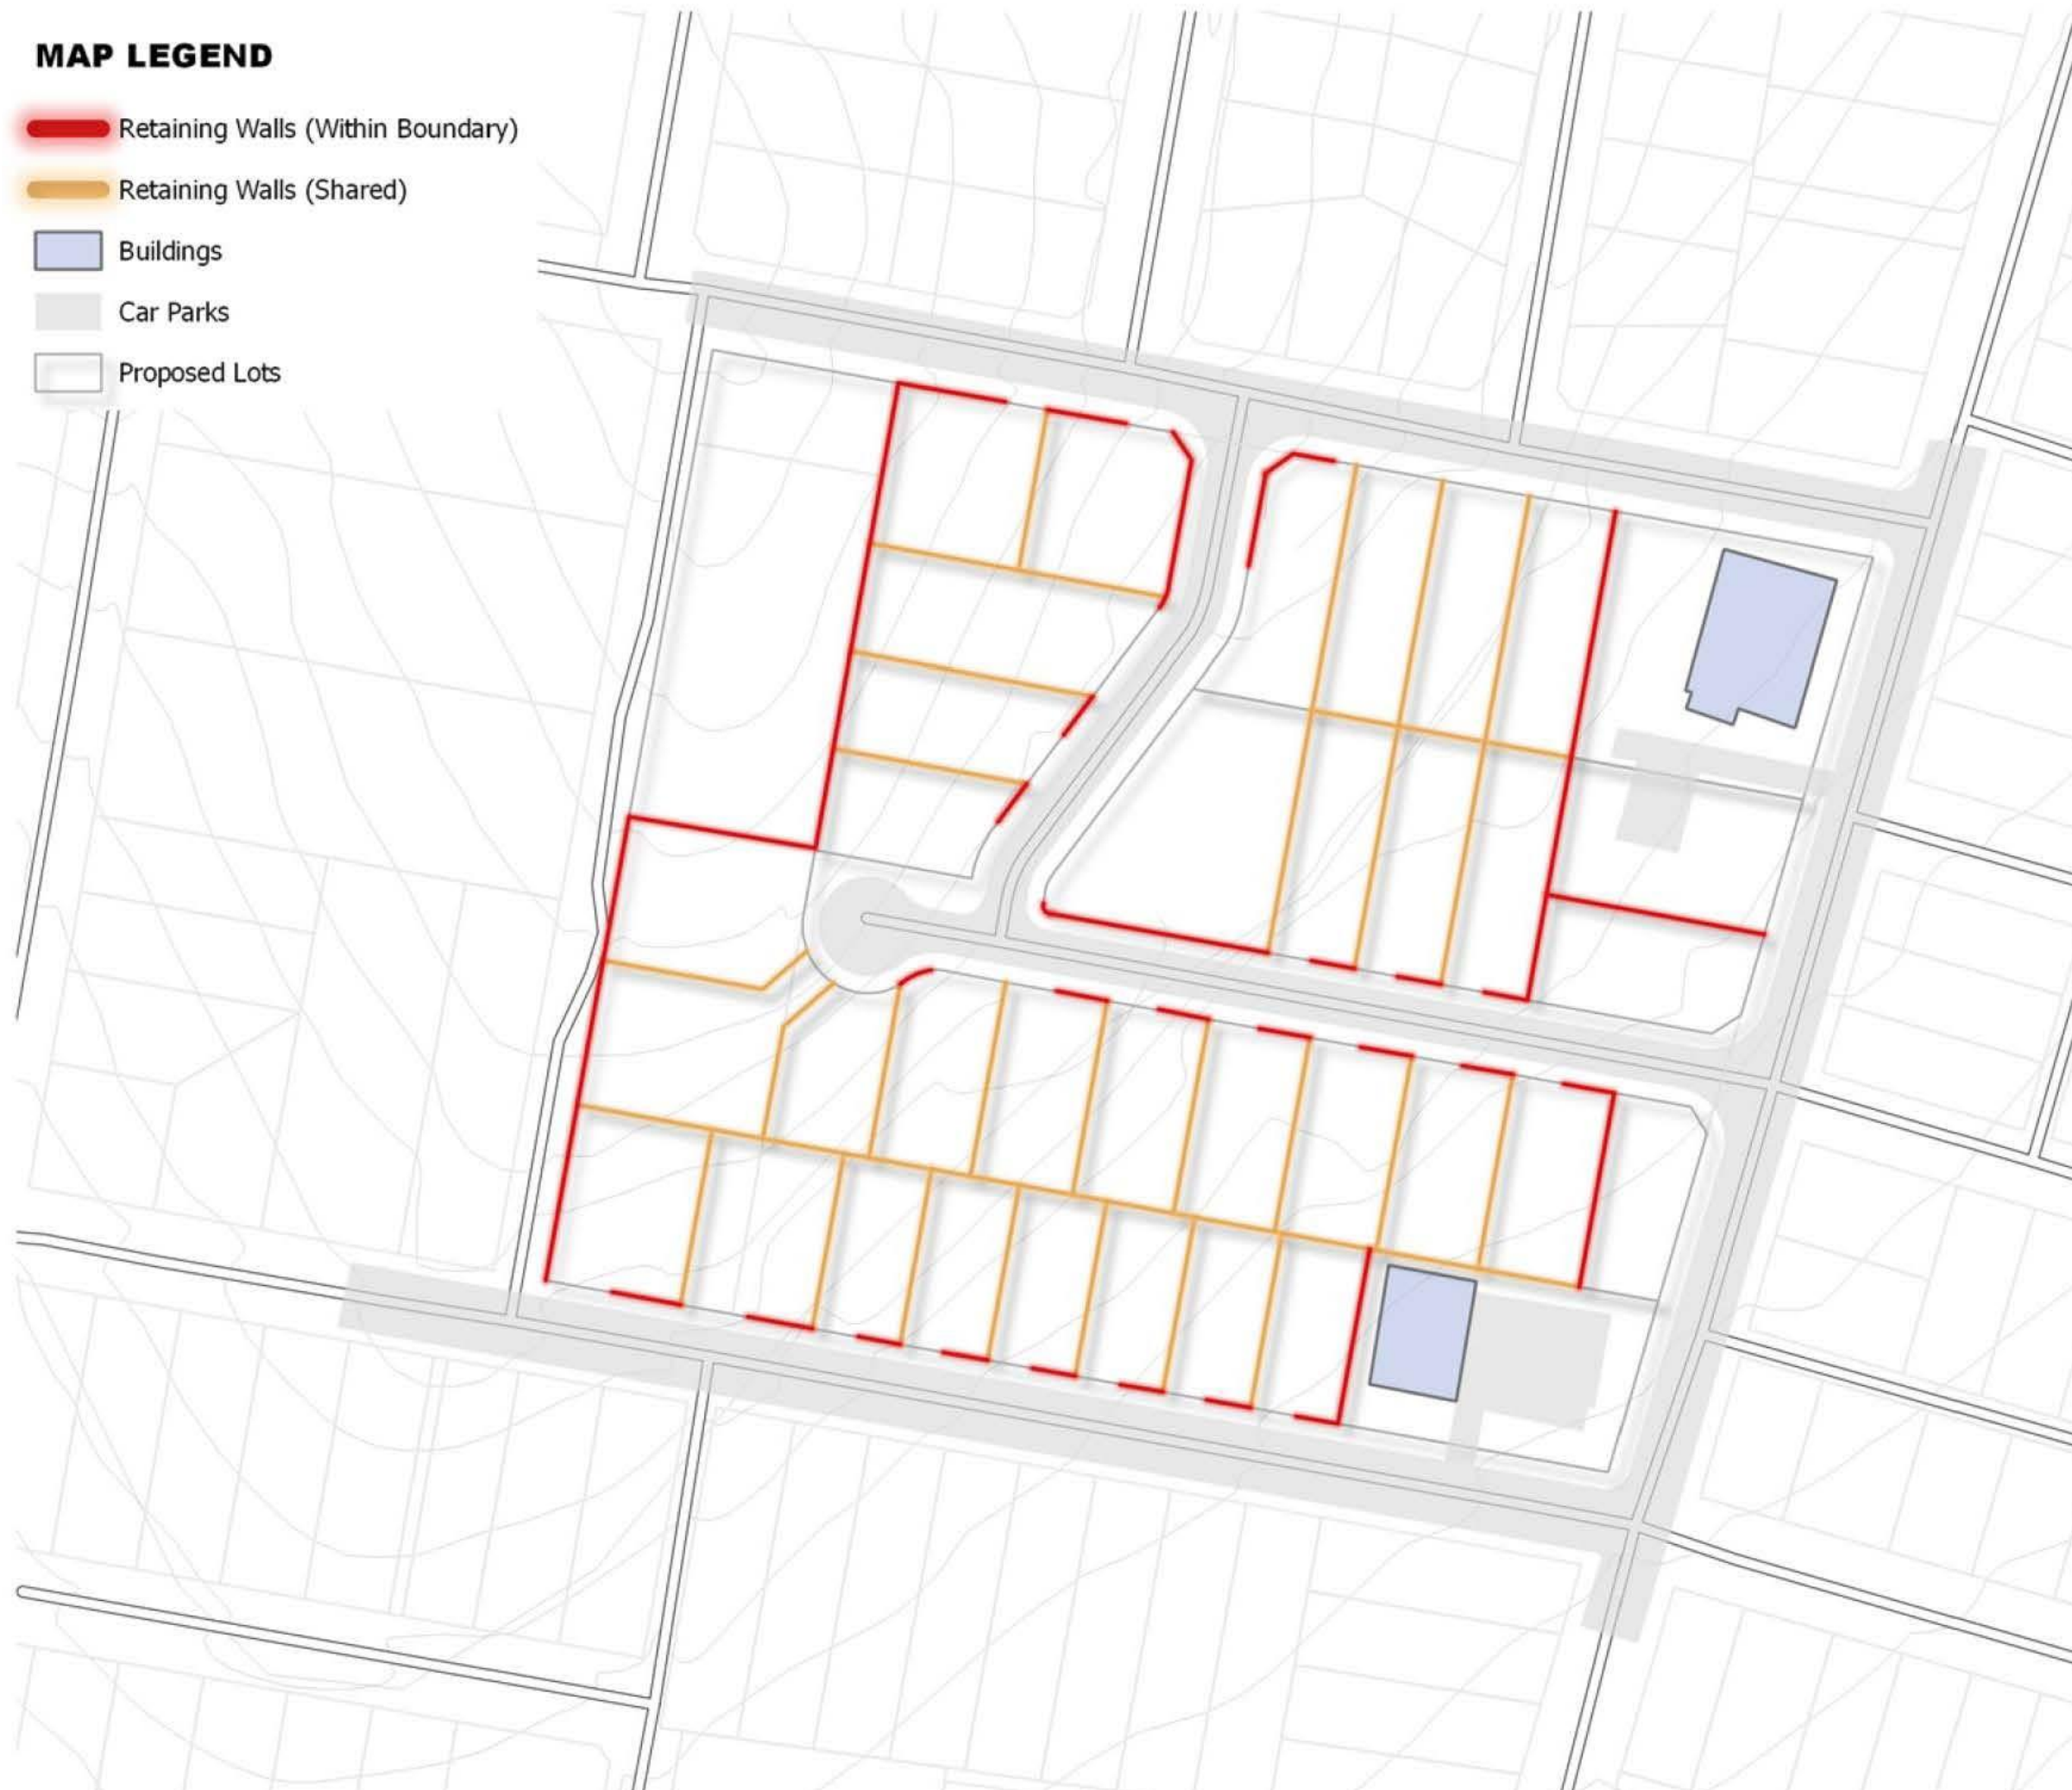 MAP LEGEND
Retaining Walls (Within Boundary)
Retaining Walls (Shared)
Buildings
Car Parks
Proposed Lots